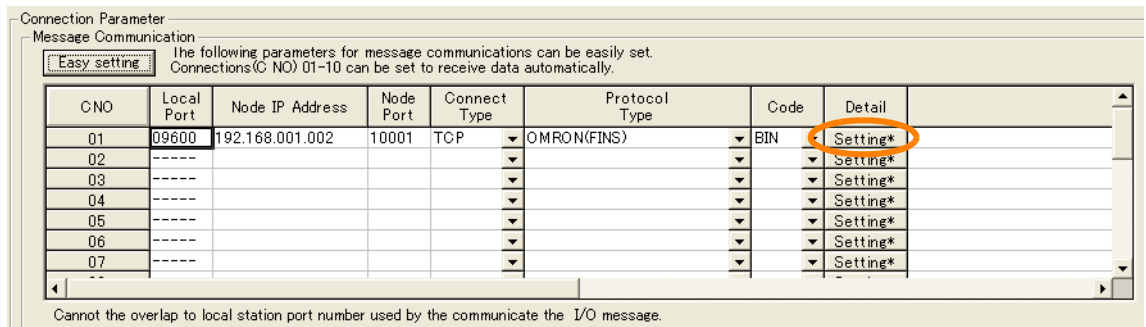 Connection Parameter
Message Communication
Easy setting
The following parameters for message communications can be easily set.
Connections(C NO) 01-10 can be set to receive data automatically.
C NO Local Port Node IP Address Node Port Connect Type Protocol Type Code Detail
01 09600 192.168.001.002 10001 TCP OMRON(FINS) BIN Setting*
02 ----- Setting*
03 ----- Setting*
04 ----- Setting*
05 ----- Setting*
06 ----- Setting*
07 ----- Setting*
Cannot the overlap to local station port number used by the communicate the I/O message.